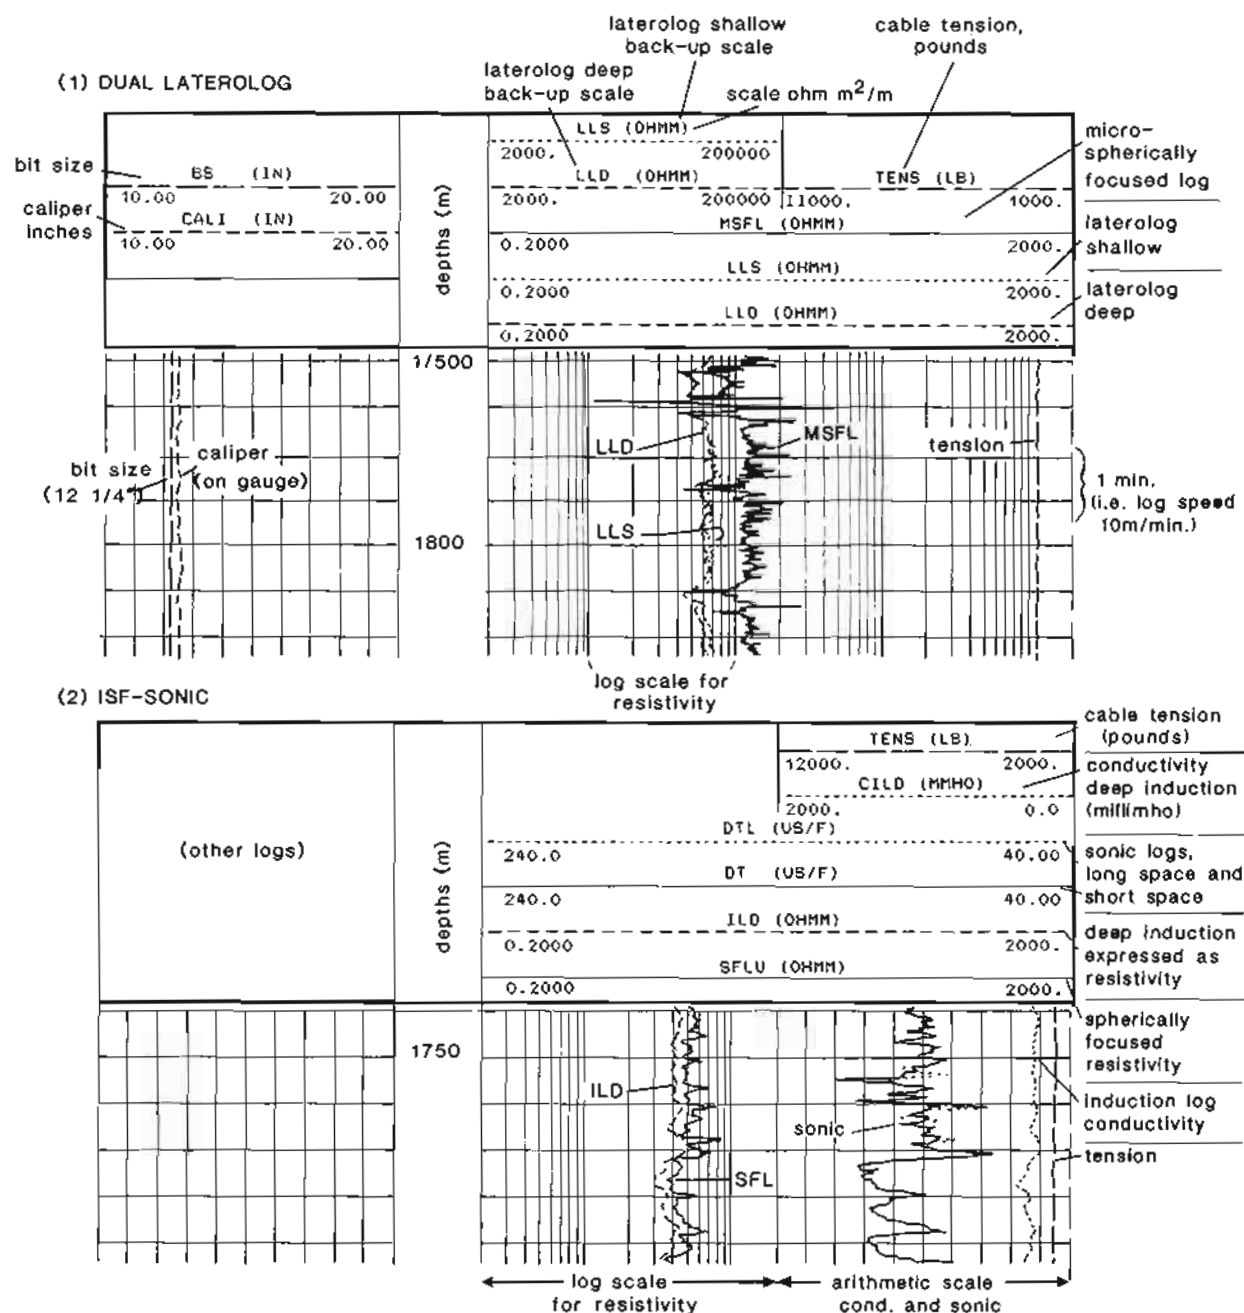 laterolog shallow
back-up scale
cable tension,
pounds
(1) DUAL LATEROLOG
laterolog deep
back-up scale
scale ohm m²/m
LLS (OHMM)
2000. 200000
micro-
spherically
focused log
bit size
BS (IN)
10.00 20.00
LLD (OHMM)
2000. 200000
TENS (LB)
11000. 1000.
caliper
inches
CALI (IN)
10.00 20.00
depths (m)
MSFL (OHMM)
0.2000 2000.
laterolog
shallow
LLS (OHMM)
0.2000 2000.
laterolog
deep
LLD (OHMM)
0.2000 2000.
1/500
LLD
MSFL
tension
bit size
(12 1/4")
caliper
(on gauge)
1 min.
(i.e. log speed
10m/min.)
LLS
1800
log scale for
resistivity
(2) ISF-SONIC
cable tension
(pounds)
TENS (LB)
12000. 2000.
conductivity
deep induction
(millimho)
CILD (MMHO)
2000. 0.0
(other logs)
depths (m)
DTL (US/F)
240.0 40.00
sonic logs,
long space and
short space
DT (US/F)
240.0 40.00
ILD (OHMM)
0.2000 2000.
deep induction
expressed as
resistivity
SFLU (OHMM)
0.2000 2000.
spherically
focused
resistivity
1750
ILD
sonic
induction log
conductivity
SFL
tension
log scale
for resistivity
arithmetic scale
cond. and sonic